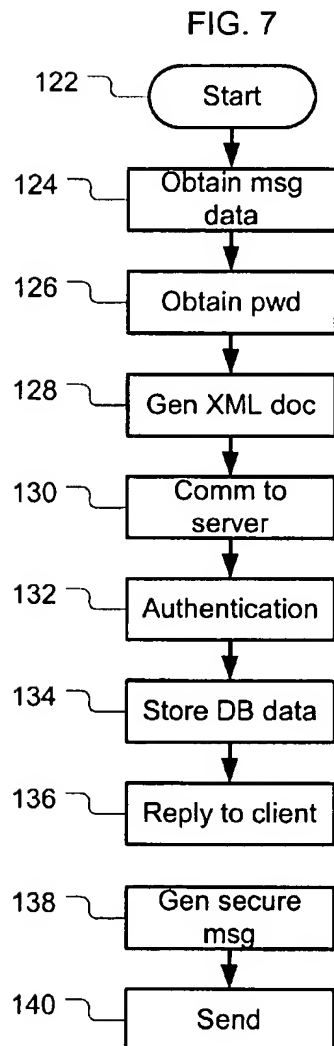 FIG. 7
122
Start
124
Obtain msg
data
126
Obtain pwd
128
Gen XML doc
130
Comm to
server
132
Authentication
134
Store DB data
136
Reply to client
138
Gen secure
msg
140
Send